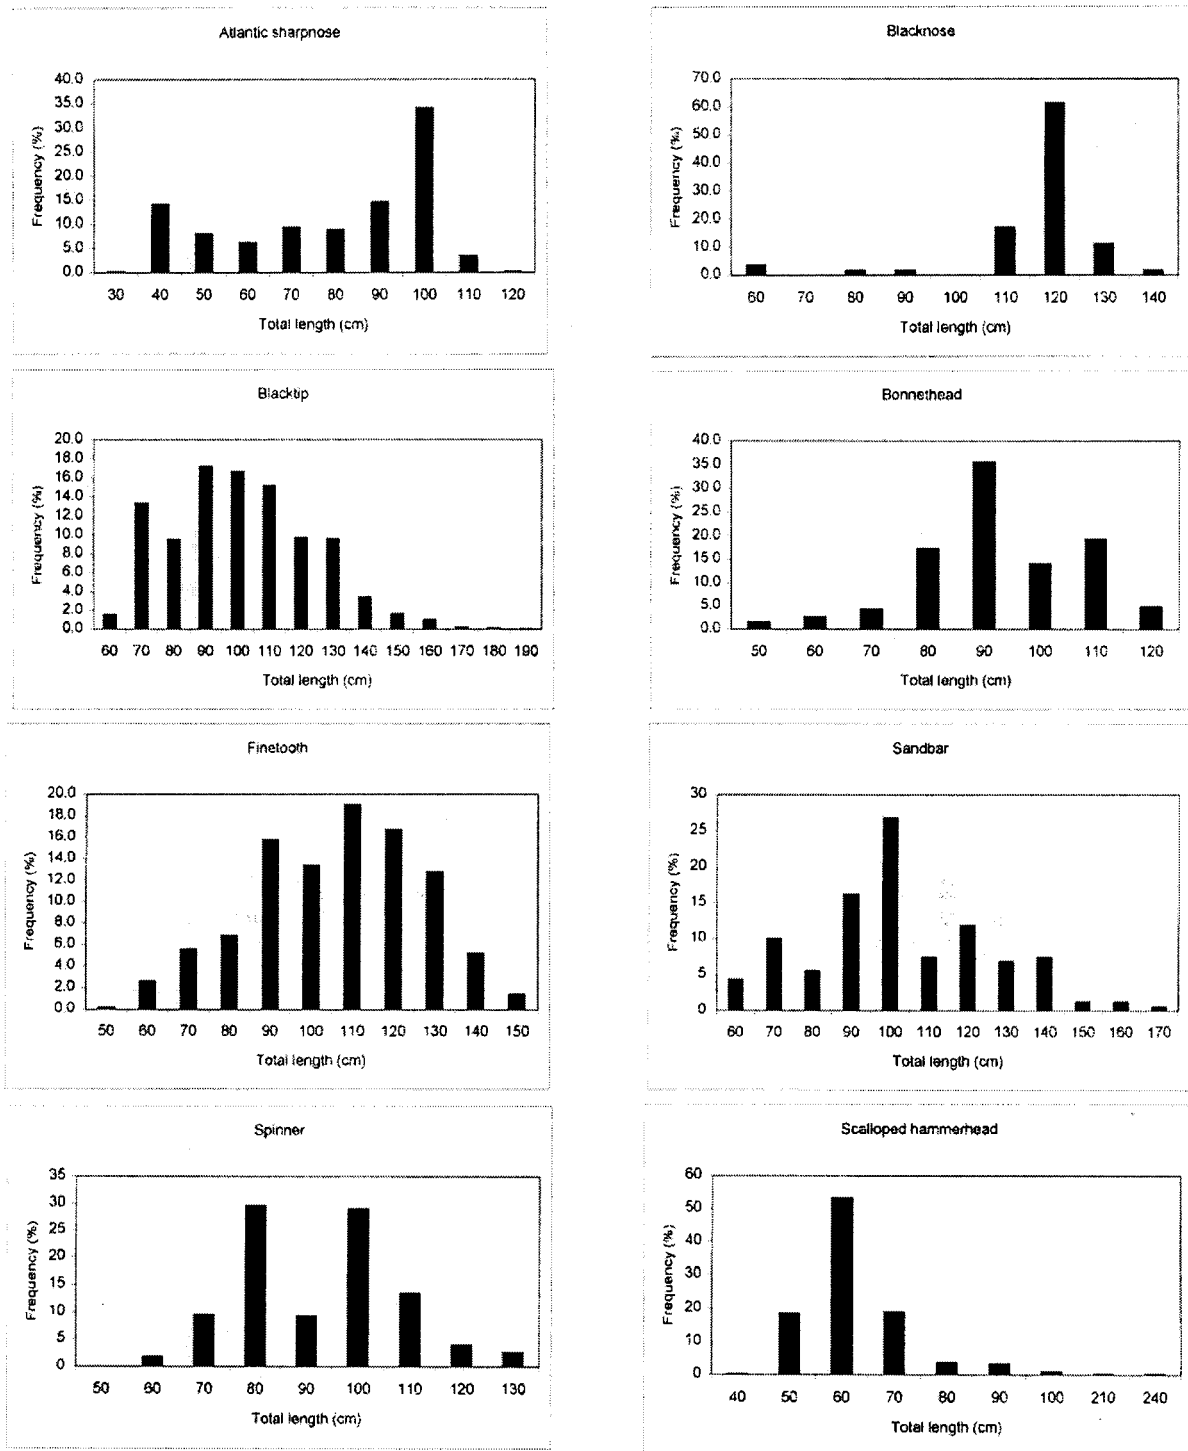 Atlantic sharpnose
Frequency (%)
40.0
35.0
30.0
25.0
20.0
15.0
10.0
5.0
0.0
30 40 50 60 70 80 90 100 110 120
Total length (cm)
Blacknose
Frequency (%)
70.0
60.0
50.0
40.0
30.0
20.0
10.0
0.0
60 70 80 90 100 110 120 130 140
Total length (cm)
Blacktip
Frequency (%)
20.0
18.0
16.0
14.0
12.0
10.0
8.0
6.0
4.0
2.0
0.0
60 70 80 90 100 110 120 130 140 150 160 170 180 190
Total length (cm)
Bonnethead
Frequency (%)
40.0
35.0
30.0
25.0
20.0
15.0
10.0
5.0
0.0
50 60 70 80 90 100 110 120
Total length (cm)
Finetooth
Frequency (%)
20.0
18.0
16.0
14.0
12.0
10.0
8.0
6.0
4.0
2.0
0.0
50 60 70 80 90 100 110 120 130 140 150
Total length (cm)
Sandbar
Frequency (%)
30
25
20
15
10
5
0
60 70 80 90 100 110 120 130 140 150 160 170
Total length (cm)
Spinner
Frequency (%)
35
30
25
20
15
10
5
0
50 60 70 80 90 100 110 120 130
Total length (cm)
Scalloped hammerhead
Frequency (%)
60
50
40
30
20
10
0
40 50 60 70 80 90 100 210 240
Total length (cm)